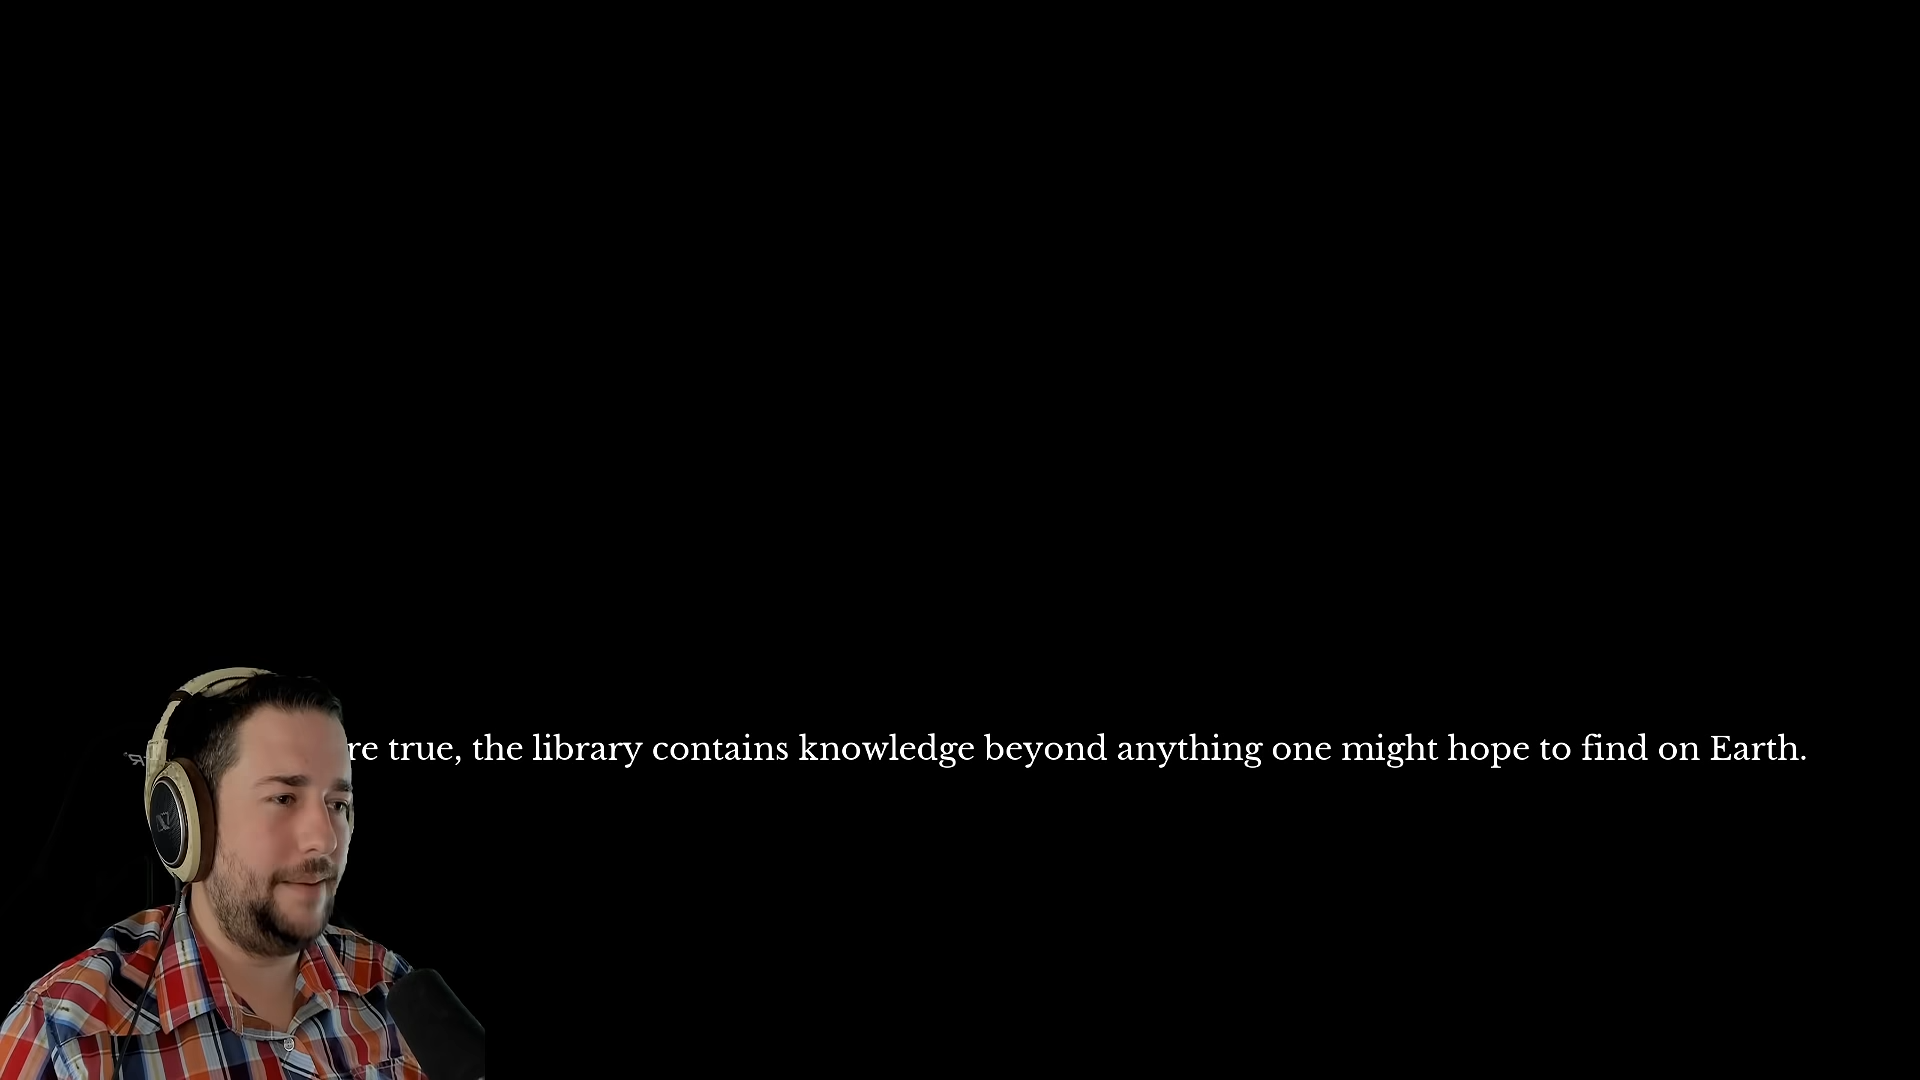 re true, the library contains knowledge beyond anything one might hope to find on Earth.